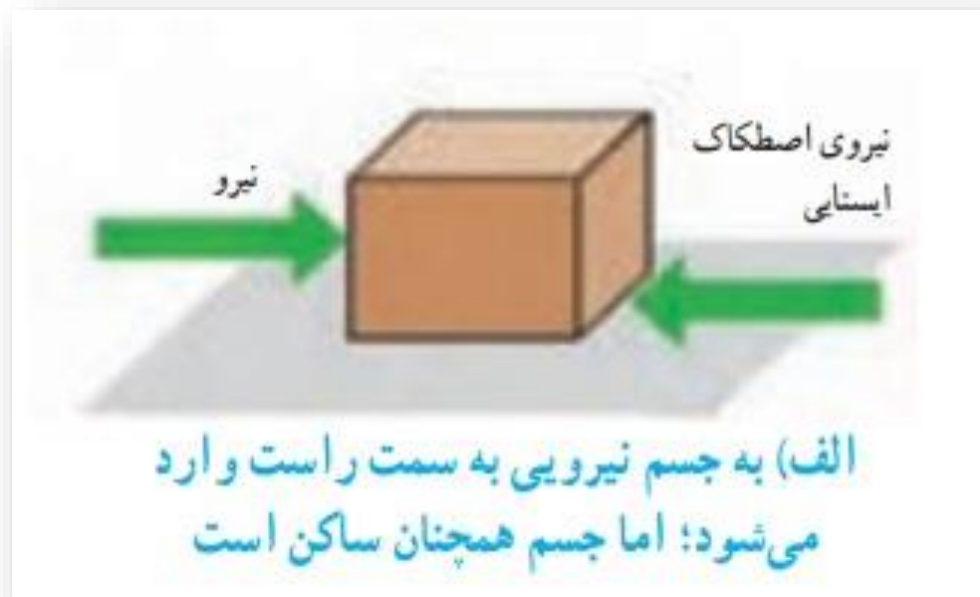 نیروی اصطکاک
ایستایی
نیرو
الف) به جسم نیرویی به سمت راست وارد
می‌شود؛ اما جسم همچنان ساکن است